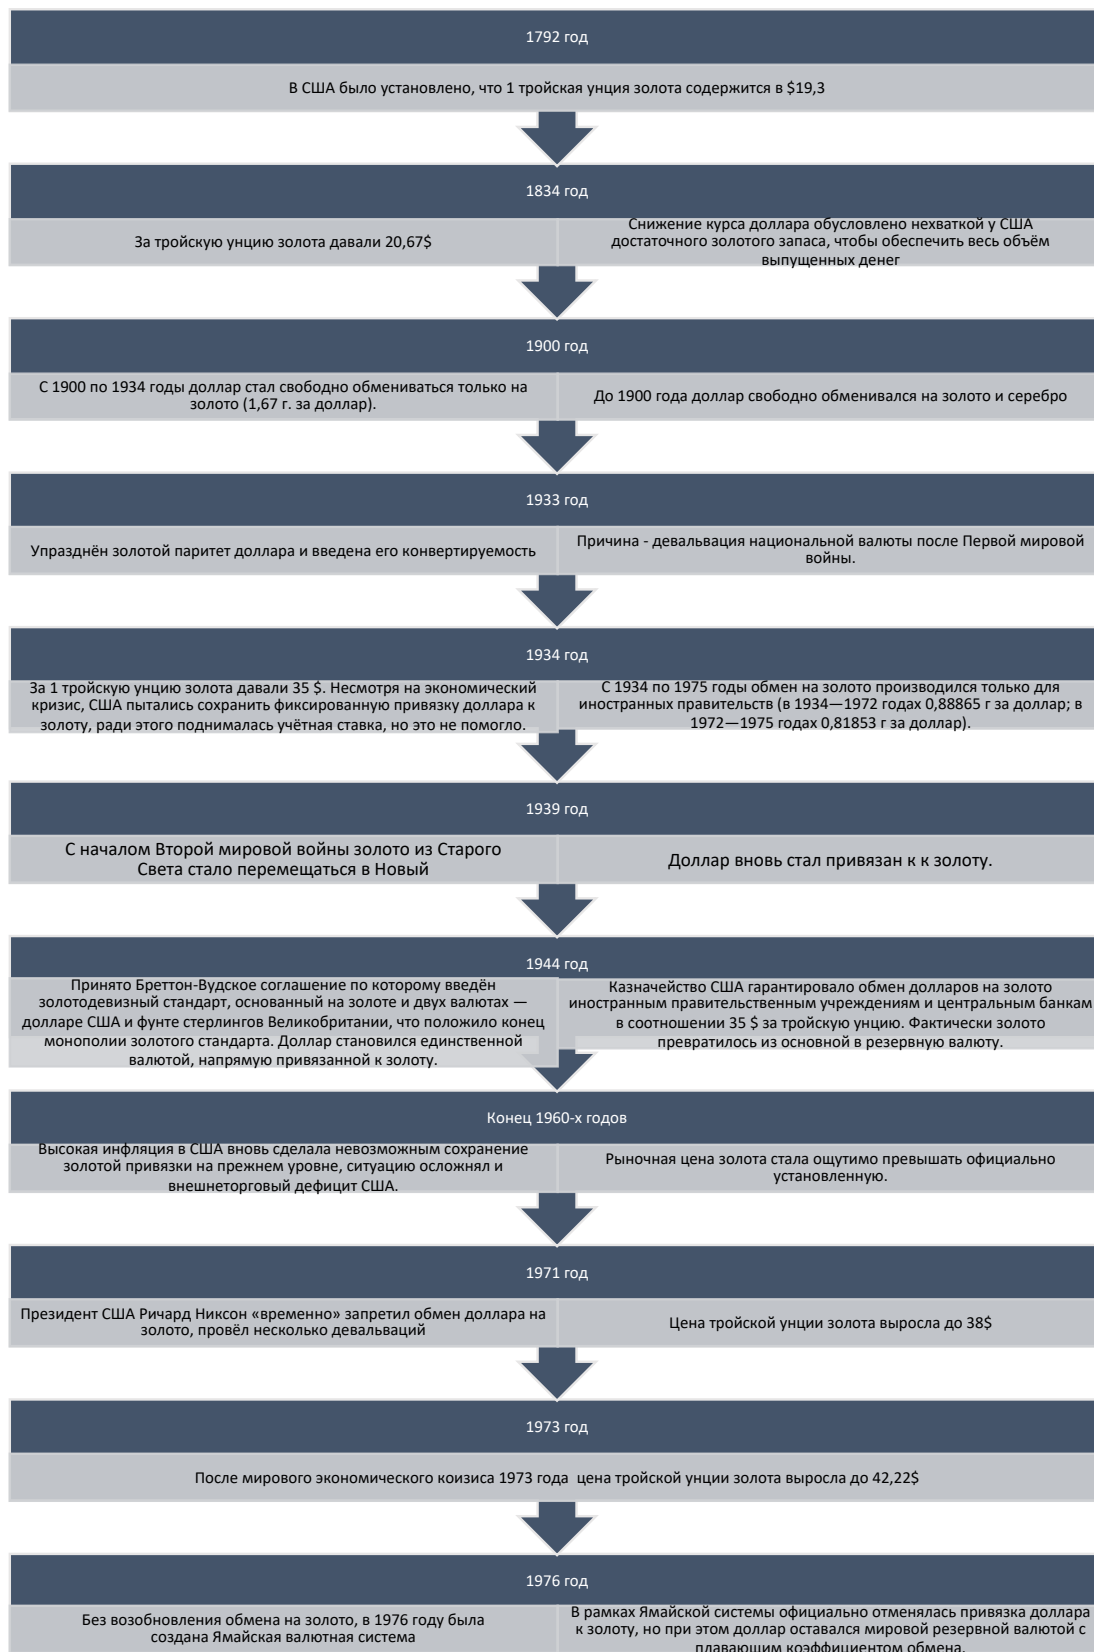 1792 год
В США было установлено, что 1 тройская унция золота содержится в $19,3
1834 год
За тройскую унцию золота давали 20,67$
Снижение курса доллара обусловлено нехваткой у США
достаточного золотого запаса, чтобы обеспечить весь объём
выпущенных денег
1900 год
С 1900 по 1934 годы доллар стал свободно обмениваться только на
золото (1,67 г. за доллар).
До 1900 года доллар свободно обменивался на золото и серебро
1933 год
Упразднён золотой паритет доллара и введена его конвертируемость
Причина - девальвация национальной валюты после Первой мировой
войны.
1934 год
За 1 тройскую унцию золота давали 35 $. Несмотря на экономический
кризис, США пытались сохранить фиксированную привязку доллара к
золоту, ради этого поднималась учётная ставка, но это не помогло.
С 1934 по 1975 годы обмен на золото производился только для
иностранных правительств (в 1934—1972 годах 0,88865 г за доллар; в
1972—1975 годах 0,81853 г за доллар).
1939 год
С началом Второй мировой войны золото из Старого
Света стало перемещаться в Новый
Доллар вновь стал привязан к к золоту.
1944 год
Принято Бреттон-Вудское соглашение по которому введён
золотодевизный стандарт, основанный на золоте и двух валютах —
долларе США и фунте стерлингов Великобритании, что положило конец
монополии золотого стандарта. Доллар становился единственной
валютой, напрямую привязанной к золоту.
Казначейство США гарантировало обмен долларов на золото
иностранным правительственным учреждениям и центральным банкам
в соотношении 35 $ за тройскую унцию. Фактически золото
превратилось из основной в резервную валюту.
Конец 1960-х годов
Высокая инфляция в США вновь сделала невозможным сохранение
золотой привязки на прежнем уровне, ситуацию осложнял и
внешнеторговый дефицит США.
Рыночная цена золота стала ощутимо превышать официально
установленную.
1971 год
Президент США Ричард Никсон «временно» запретил обмен доллара на
золото, провёл несколько девальваций
Цена тройской унции золота выросла до 38$
1973 год
После мирового экономического коизиса 1973 года цена тройской унции золота выросла до 42,22$
1976 год
Без возобновления обмена на золото, в 1976 году была
создана Ямайская валютная система
В рамках Ямайской системы официально отменялась привязка доллара
к золоту, но при этом доллар оставался мировой резервной валютой с
плавающим коэффициентом обмена.